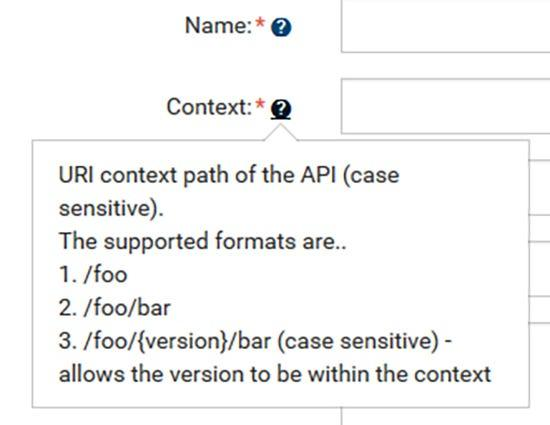 Name:* ?
Context:* ?
URI context path of the API (case
sensitive).
The supported formats are..
1. /foo
2. /foo/bar
3. /foo/{version}/bar (case sensitive) -
allows the version to be within the context